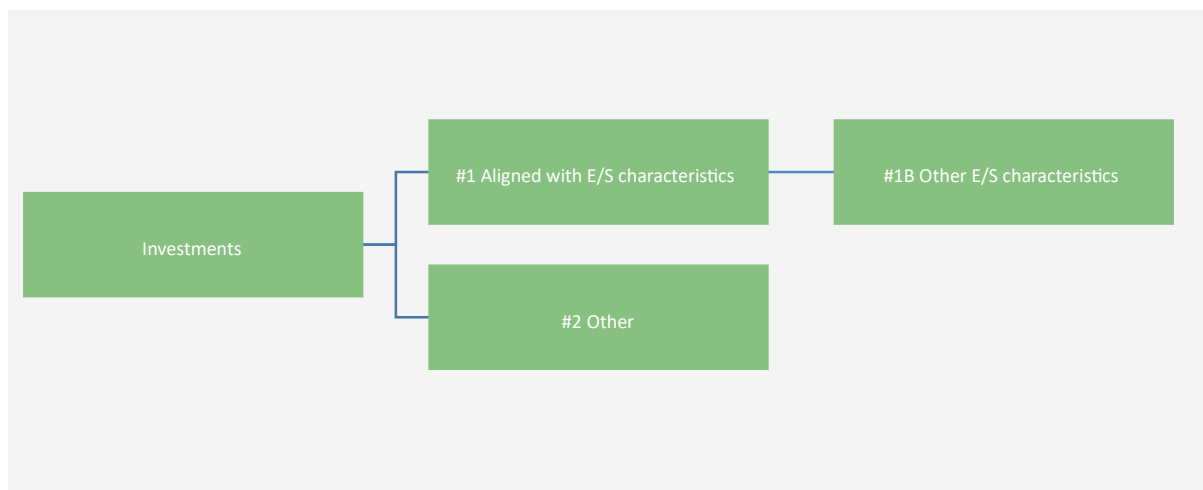 #1 Aligned with E/S characteristics
#1B Other E/S characteristics
Investments
#2 Other